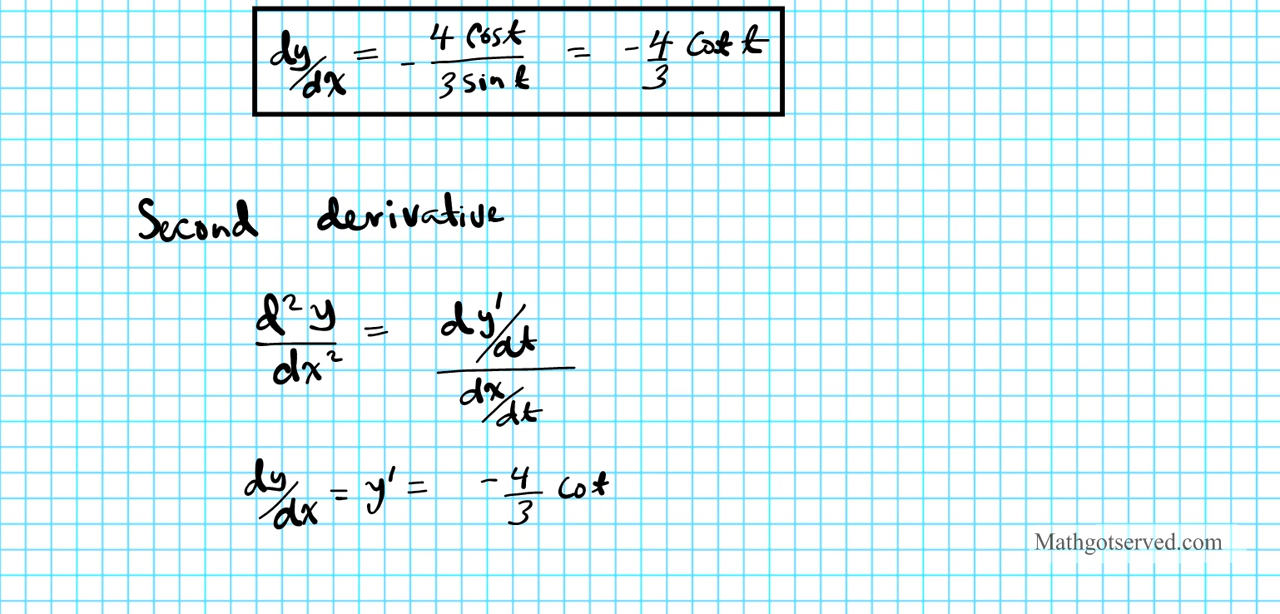 dy/dx = - 4 cost / 3 sin t = - 4/3 cot t
Second derivative
d²y / dx² = dy'/dt / dx/dt
dy/dx = y' = - 4/3 cot
Mathgotserved.com